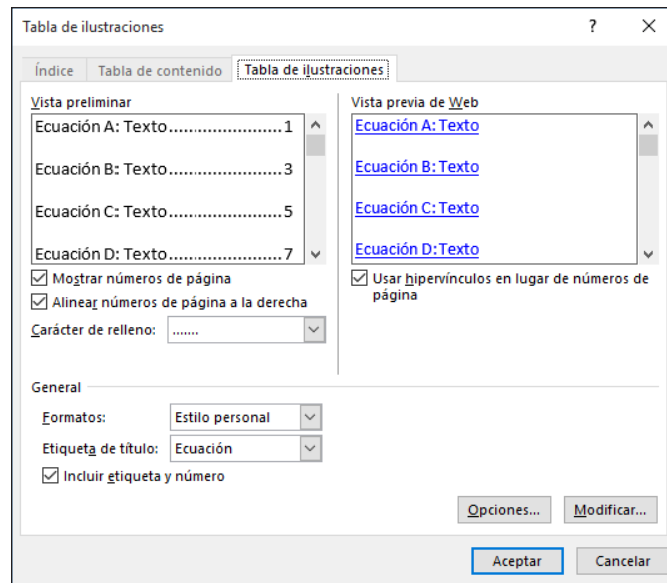 Tabla de ilustraciones
Índice Tabla de contenido Tabla de ilustraciones
Vista preliminar
Ecuación A: Texto.......................1
Ecuación B: Texto.......................3
Ecuación C: Texto.......................5
Ecuación D: Texto.......................7
Mostrar números de página
Alinear números de página a la derecha
Carácter de relleno: .......
Vista previa de Web
Ecuación A: Texto
Ecuación B: Texto
Ecuación C: Texto
Ecuación D: Texto
Usar hipervínculos en lugar de números de
página
General
Formatos: Estilo personal
Etiqueta de título: Ecuación
Incluir etiqueta y número
Opciones... Modificar...
Aceptar Cancelar